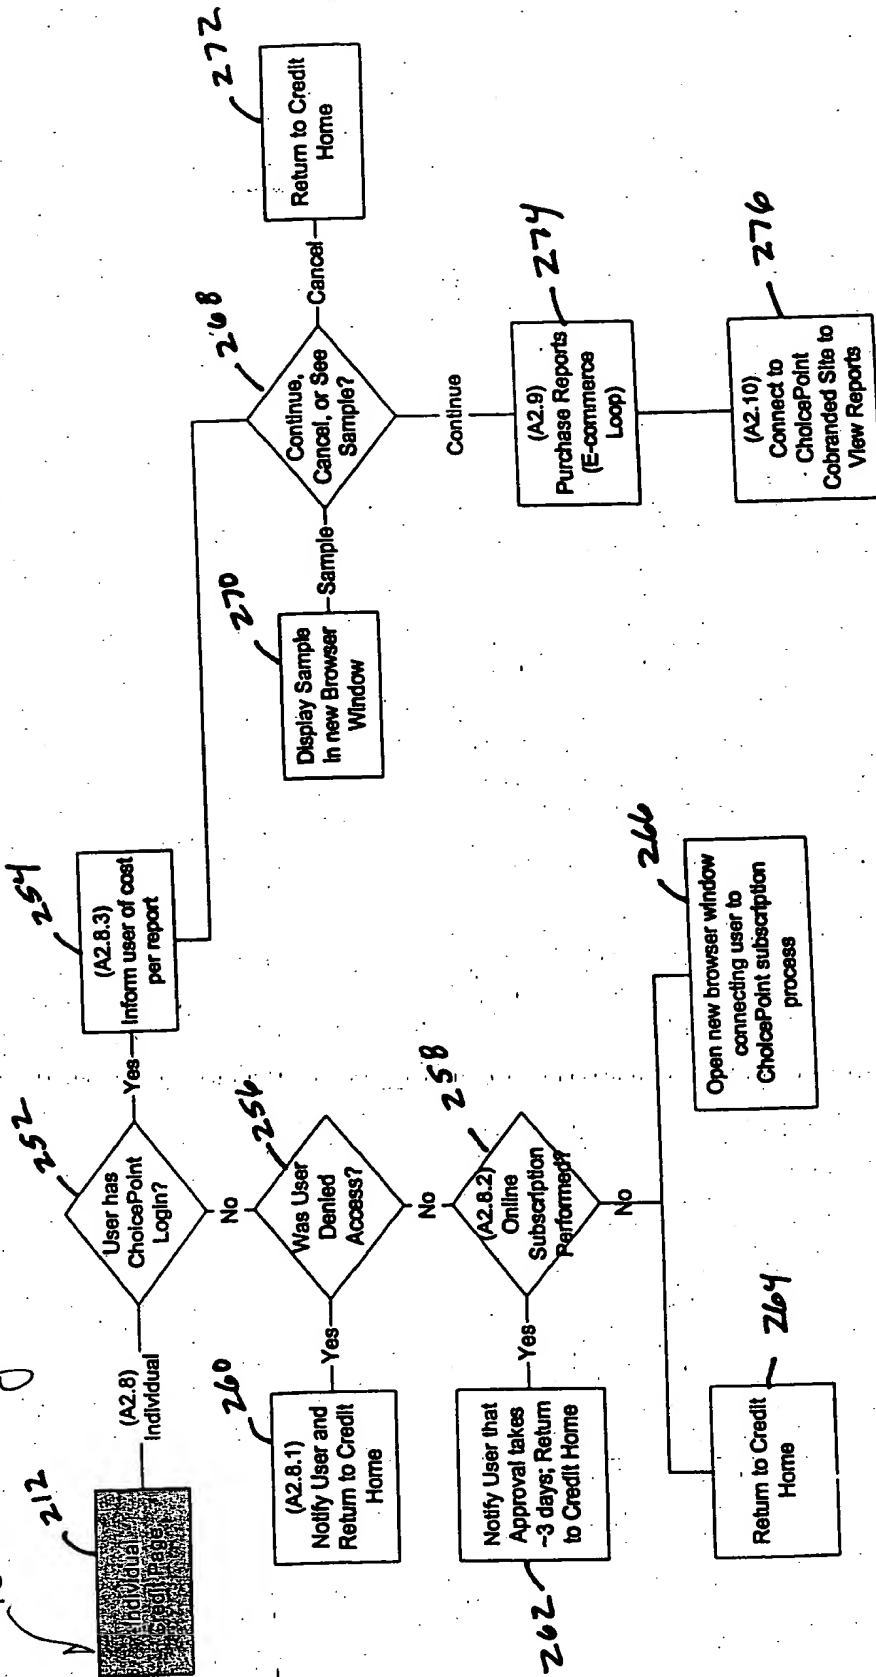 212
Individual
Credit Page
(A2.8)
Individual
252
User has
ChoicePoint
Login?
Yes
254
(A2.8.3)
Inform user of cost
per report
No
256
Was User
Denied
Access?
Yes
260
(A2.8.1)
Notify User and
Return to Credit
Home
No
258
(A2.8.2)
Online
Subscription
Performed?
Yes
262
Notify User that
Approval takes
~3 days; Return
to Credit Home
No
264
Return to Credit
Home
266
Open new browser window
connecting user to
ChoicePoint subscription
process
268
Continue,
Cancel, or See
Sample?
Sample
270
Display Sample
in new Browser
Window
Cancel
272
Return to Credit
Home
Continue
274
(A2.9)
Purchase Reports
(E-commerce
Loop)
276
(A2.10)
Connect to
ChoicePoint
Cobranded Site to
View Reports